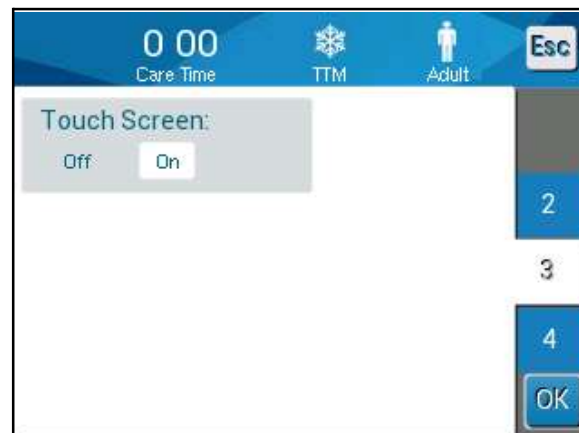 0 00
Care Time
TTM
Adult
Esc
Touch Screen:
Off On
2
3
4
OK